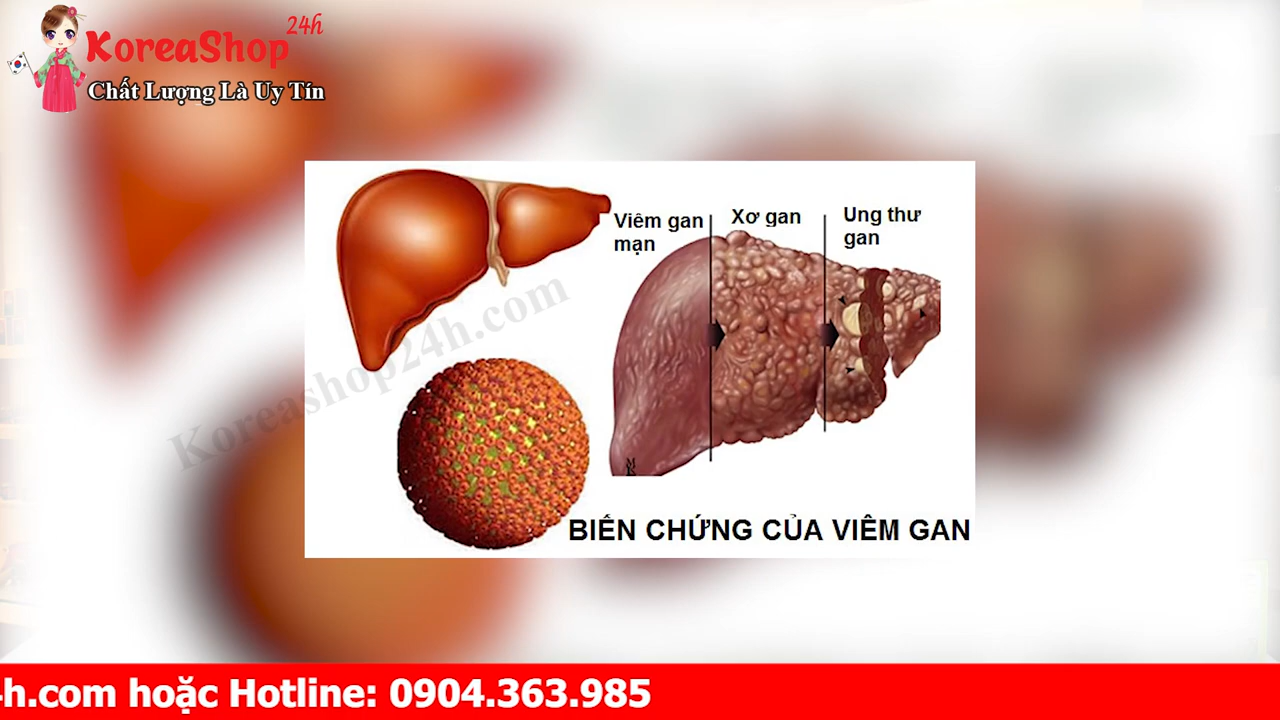 24h
KoreaShop
Chất Lượng Là Uy Tín
Viêm gan
mạn
Xơ gan
Ung thư
gan
Koreashop24h.com
BIẾN CHỨNG CỦA VIÊM GAN
4h.com hoặc Hotline: 0904.363.985